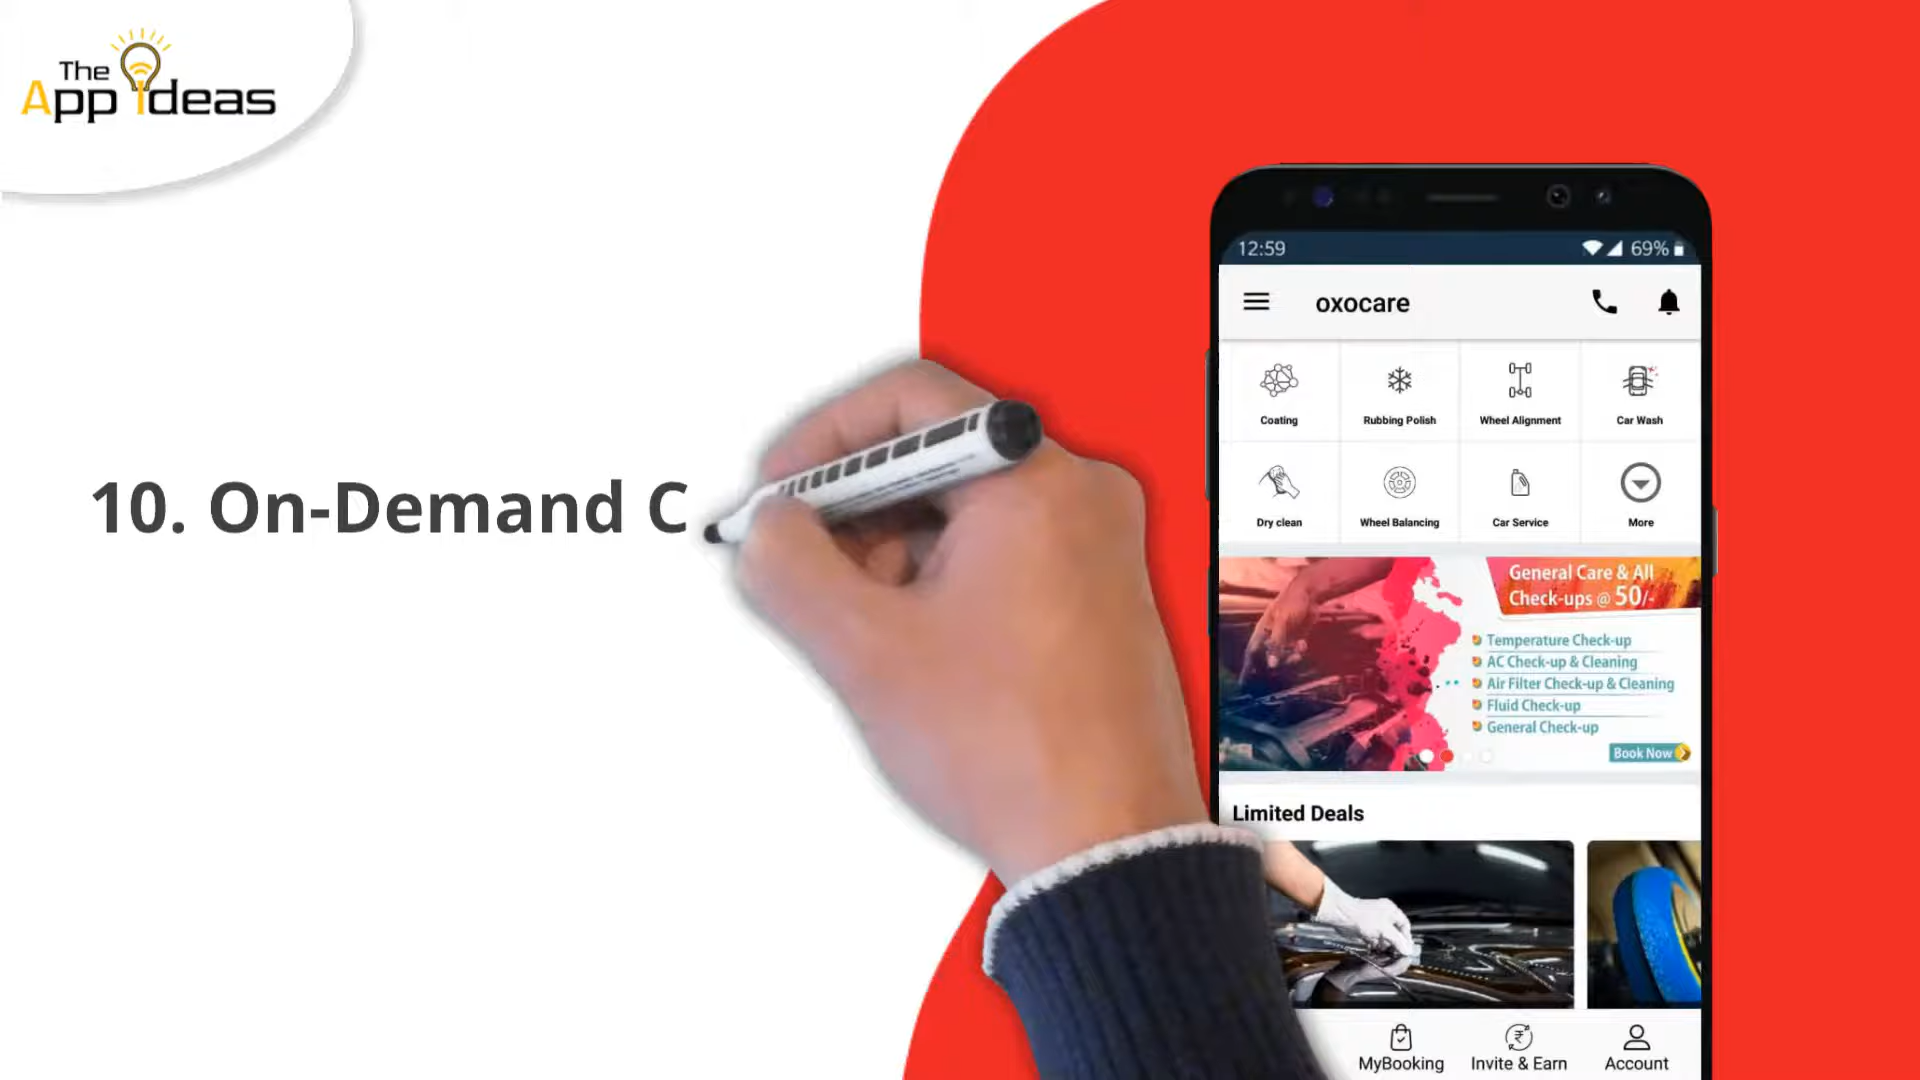 The
App ideas
10. On-Demand C
12:59
69%
oxocare
Coating
Rubbing Polish
Wheel Alignment
Car Wash
Dry clean
Wheel Balancing
Car Service
More
General Care & All
Check-ups @ 50/-
Temperature Check-up
AC Check-up & Cleaning
Air Filter Check-up & Cleaning
Fluid Check-up
General Check-up
Book Now
Limited Deals
MyBooking
Invite & Earn
Account